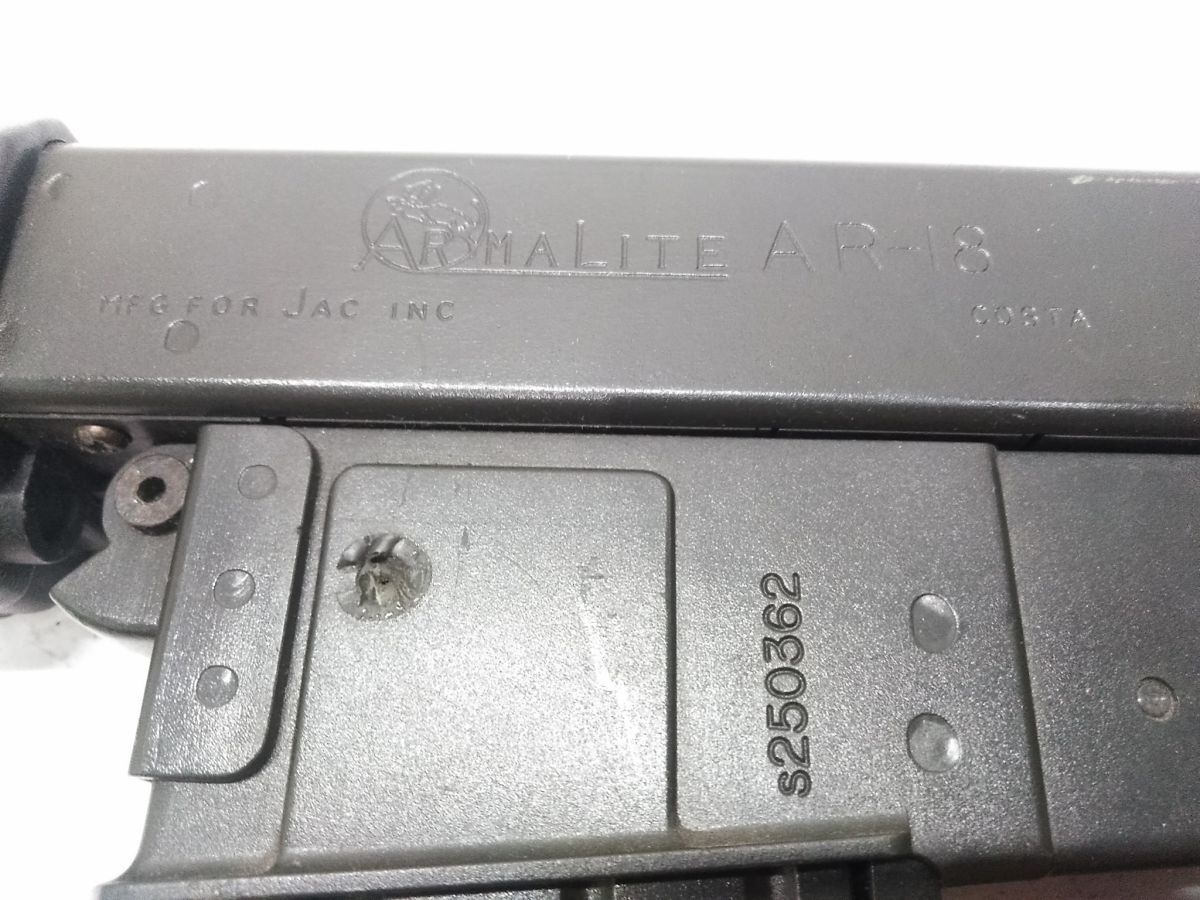 ARMALITE AR-18
MFG FOR JAC INC
COSTA
s250362